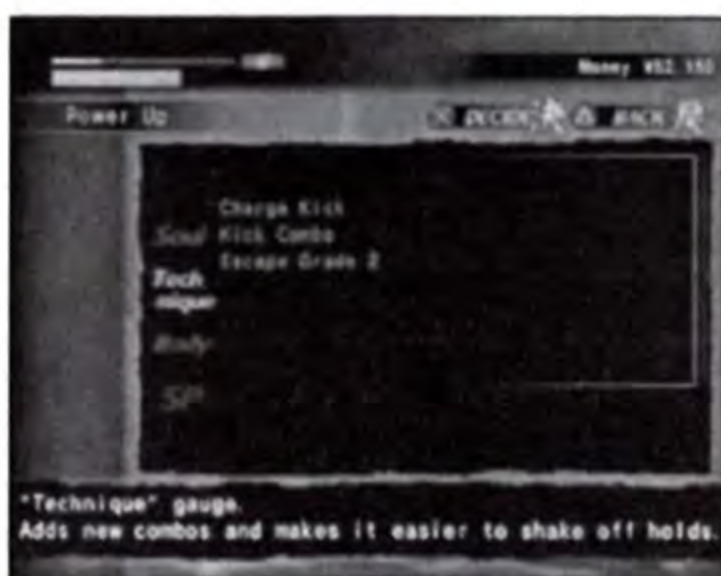 Money ¥52,150
Power Up
DECIDE BACK
Charge Kick
Soul Kick Combo
Escape Grade 2
Tech
nique
Body
SP
"Technique" gauge.
Adds new combos and makes it easier to shake off holds.